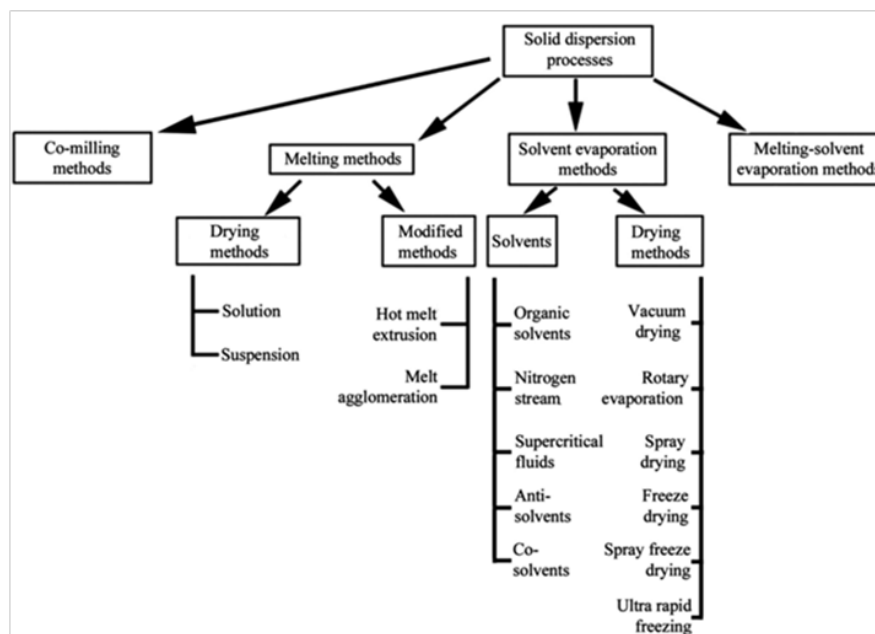 Solid dispersion
processes
Co-milling
methods
Melting methods
Solvent evaporation
methods
Melting-solvent
evaporation methods
Drying
methods
Modified
methods
Solvents
Drying
methods
Solution
Suspension
Hot melt
extrusion
Melt
agglomeration
Organic
solvents
Nitrogen
stream
Supercritical
fluids
Anti-
solvents
Co-
solvents
Vacuum
drying
Rotary
evaporation
Spray
drying
Freeze
drying
Spray freeze
drying
Ultra rapid
freezing